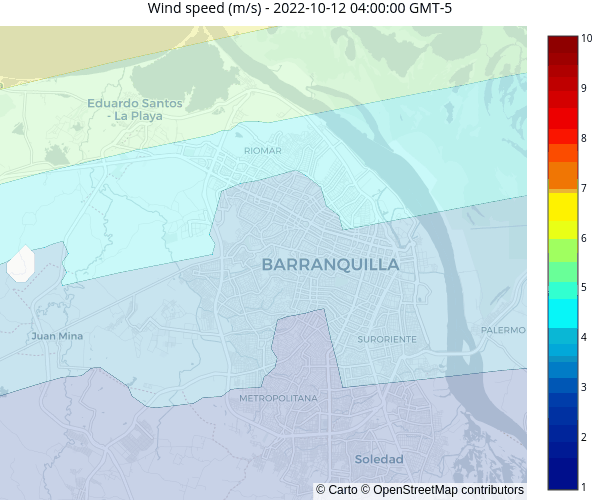 Wind speed (m/s) - 2022-10-12 04:00:00 GMT-5
10
9
8
7
6
5
4
3
2
1
Eduardo Santos
- La Playa
RIOMAR
BARRANQUILLA
Juan Mina
SURORIENTE
PALERMO
METROPOLITANA
Soledad
© Carto © OpenStreetMap contributors